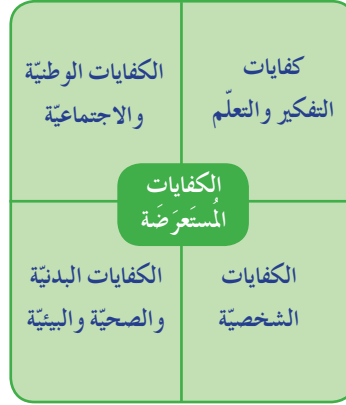 كفايات
التفكير والتعلّم
الكفايات الوطنيّة
والاجتماعيّة
الكفايات
المُستَعرَضَة
الكفايات
الشخصيّة
الكفايات البدنيّة
والصحيّة والبيئيّة